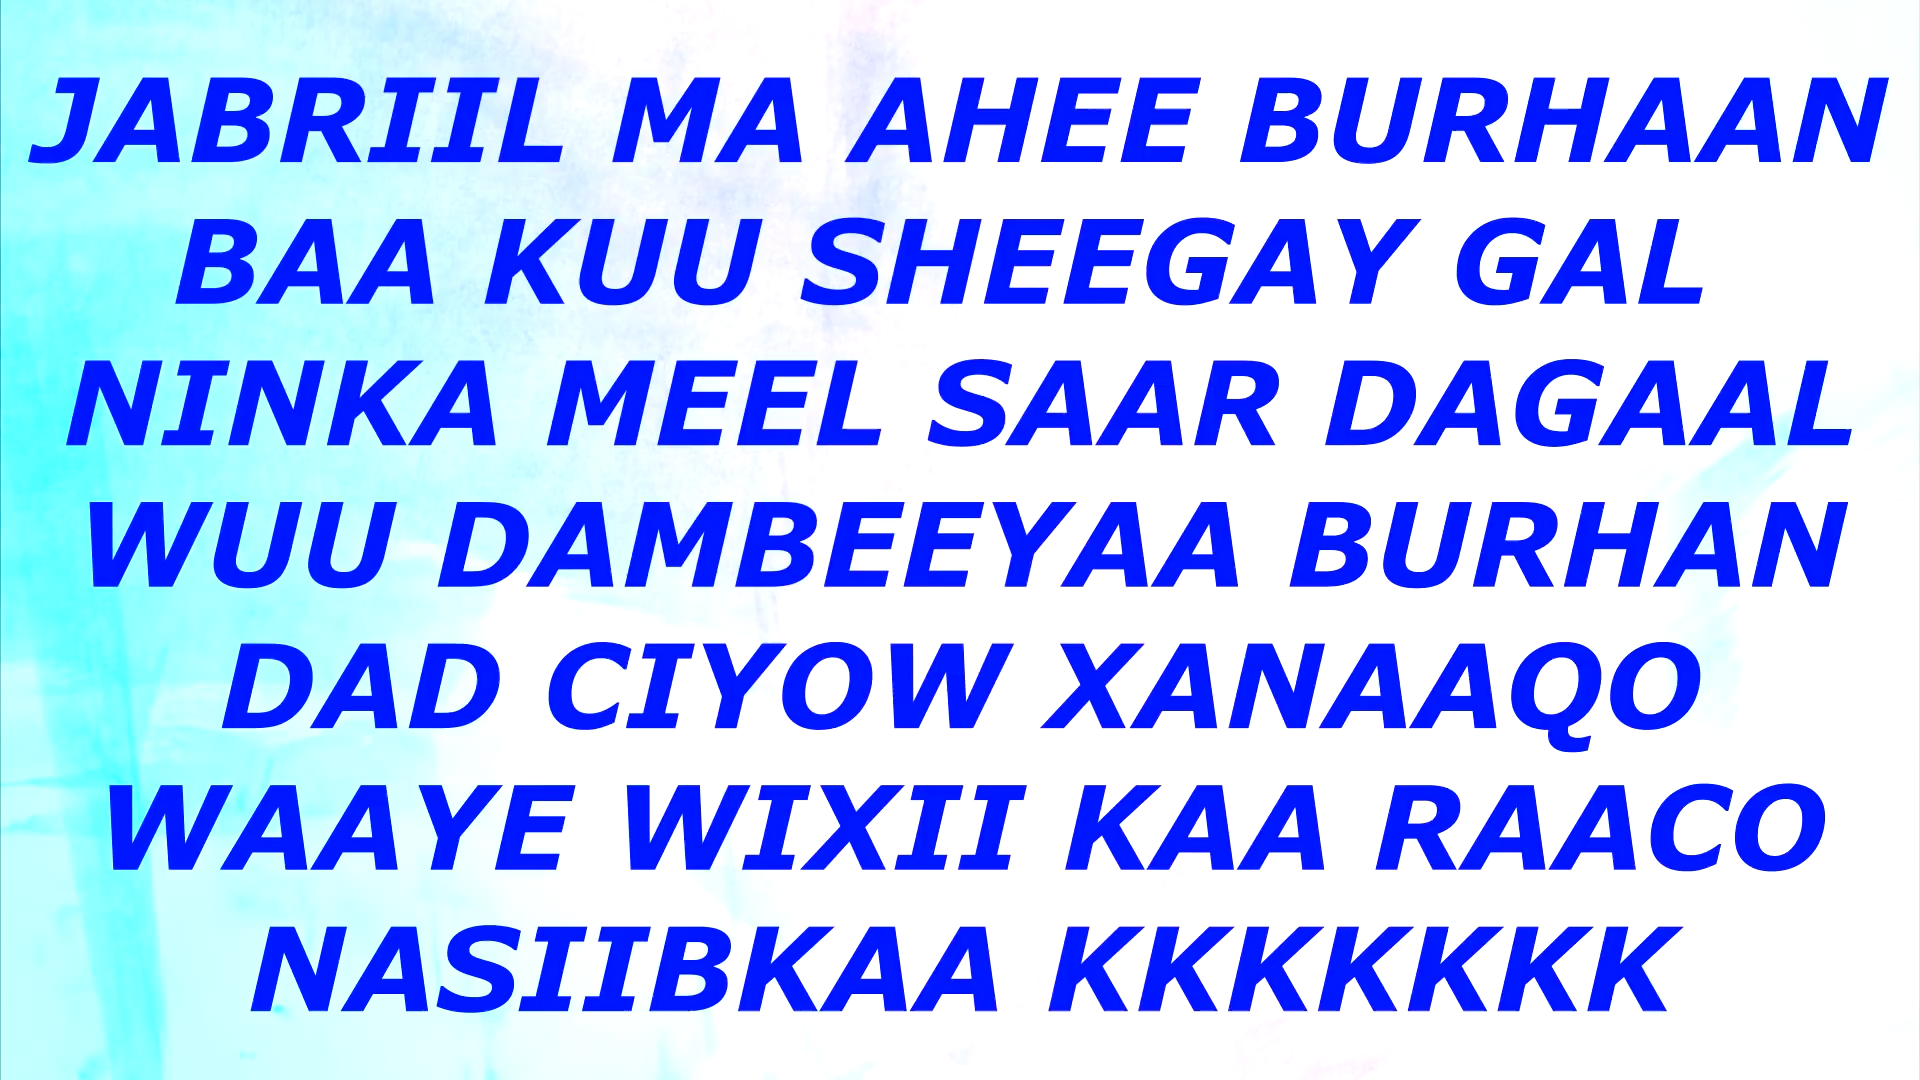 JABRIIL MA AHEE BURHAAN
BAA KUU SHEEGAY GAL
NINKA MEEL SAAR DAGAAL
WUU DAMBEEYAA BURHAN
DAD CIYOW XANAAQO
WAAYE WIXII KAA RAACO
NASIIBKAA KKKKKKK